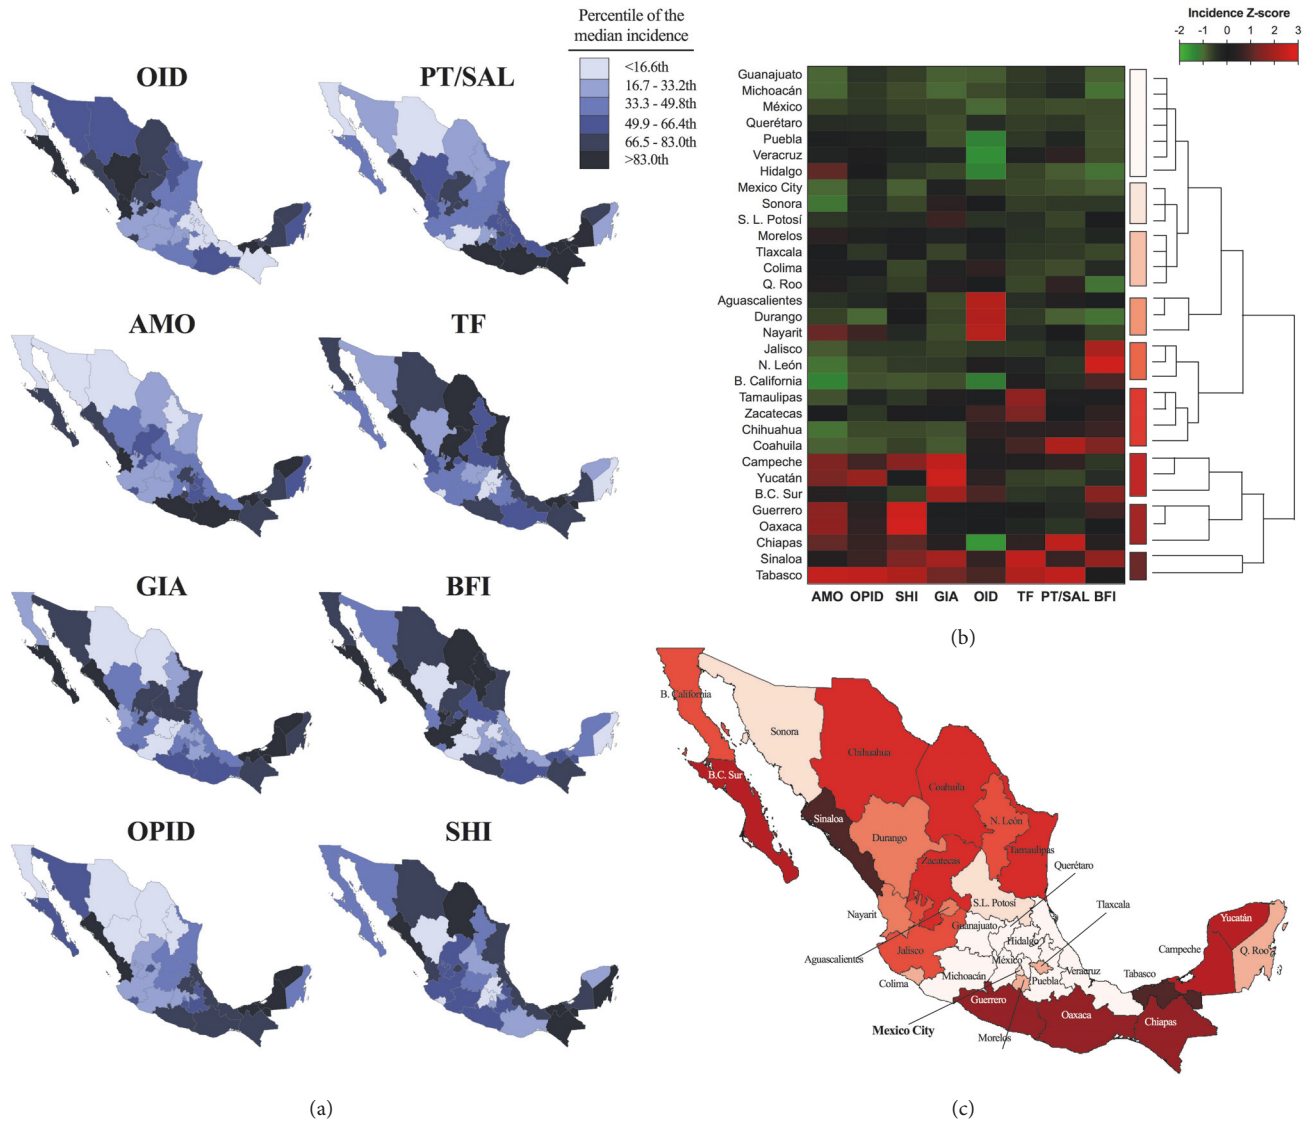 (a)
Percentile of the
median incidence
<16.6th
16.7 - 33.2th
33.3 - 49.8th
49.9 - 66.4th
66.5 - 83.0th
>83.0th
OID
PT/SAL
AMO
TF
GIA
BFI
OPID
SHI
Incidence Z-score
-2 -1 0 1 2 3
Guanajuato
Michoacán
México
Querétaro
Puebla
Veracruz
Hidalgo
Mexico City
Sonora
S. L. Potosí
Morelos
Tlaxcala
Colima
Q. Roo
Aguascalientes
Durango
Nayarit
Jalisco
N. León
B. California
Tamaulipas
Zacatecas
Chihuahua
Coahuila
Campeche
Yucatán
B.C. Sur
Guerrero
Oaxaca
Chiapas
Sinaloa
Tabasco
AMO OPID SHI GIA OID TF PT/SAL BFI
(b)
B. California
Sonora
Chihuahua
B.C. Sur
Coahuila
Sinaloa
N. León
Durango
Tamaulipas
Zacatecas
Querétaro
S.L. Potosí
Tlaxcala
Nayarit
Guanajuato
Yucatán
Hidalgo
Jalisco
Campeche
Q. Roo
Aguascalientes
México
Michoacán
Veracruz
Tabasco
Colima
Puebla
Guerrero
Oaxaca
Chiapas
Mexico City
Morelos
(a)
(c)